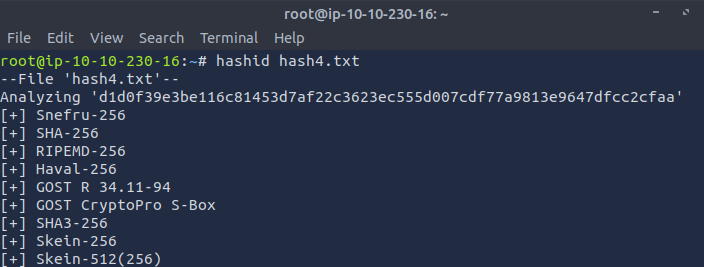 root@ip-10-10-230-16: ~
File Edit View Search Terminal Help
root@ip-10-10-230-16:~# hashid hash4.txt
--File 'hash4.txt'--
Analyzing 'd1d0f39e3be116c81453d7af22c3623ec555d007cdf77a9813e9647dfcc2cfaa'
[+] Snefru-256
[+] SHA-256
[+] RIPEMD-256
[+] Haval-256
[+] GOST R 34.11-94
[+] GOST CryptoPro S-Box
[+] SHA3-256
[+] Skein-256
[+] Skein-512(256)